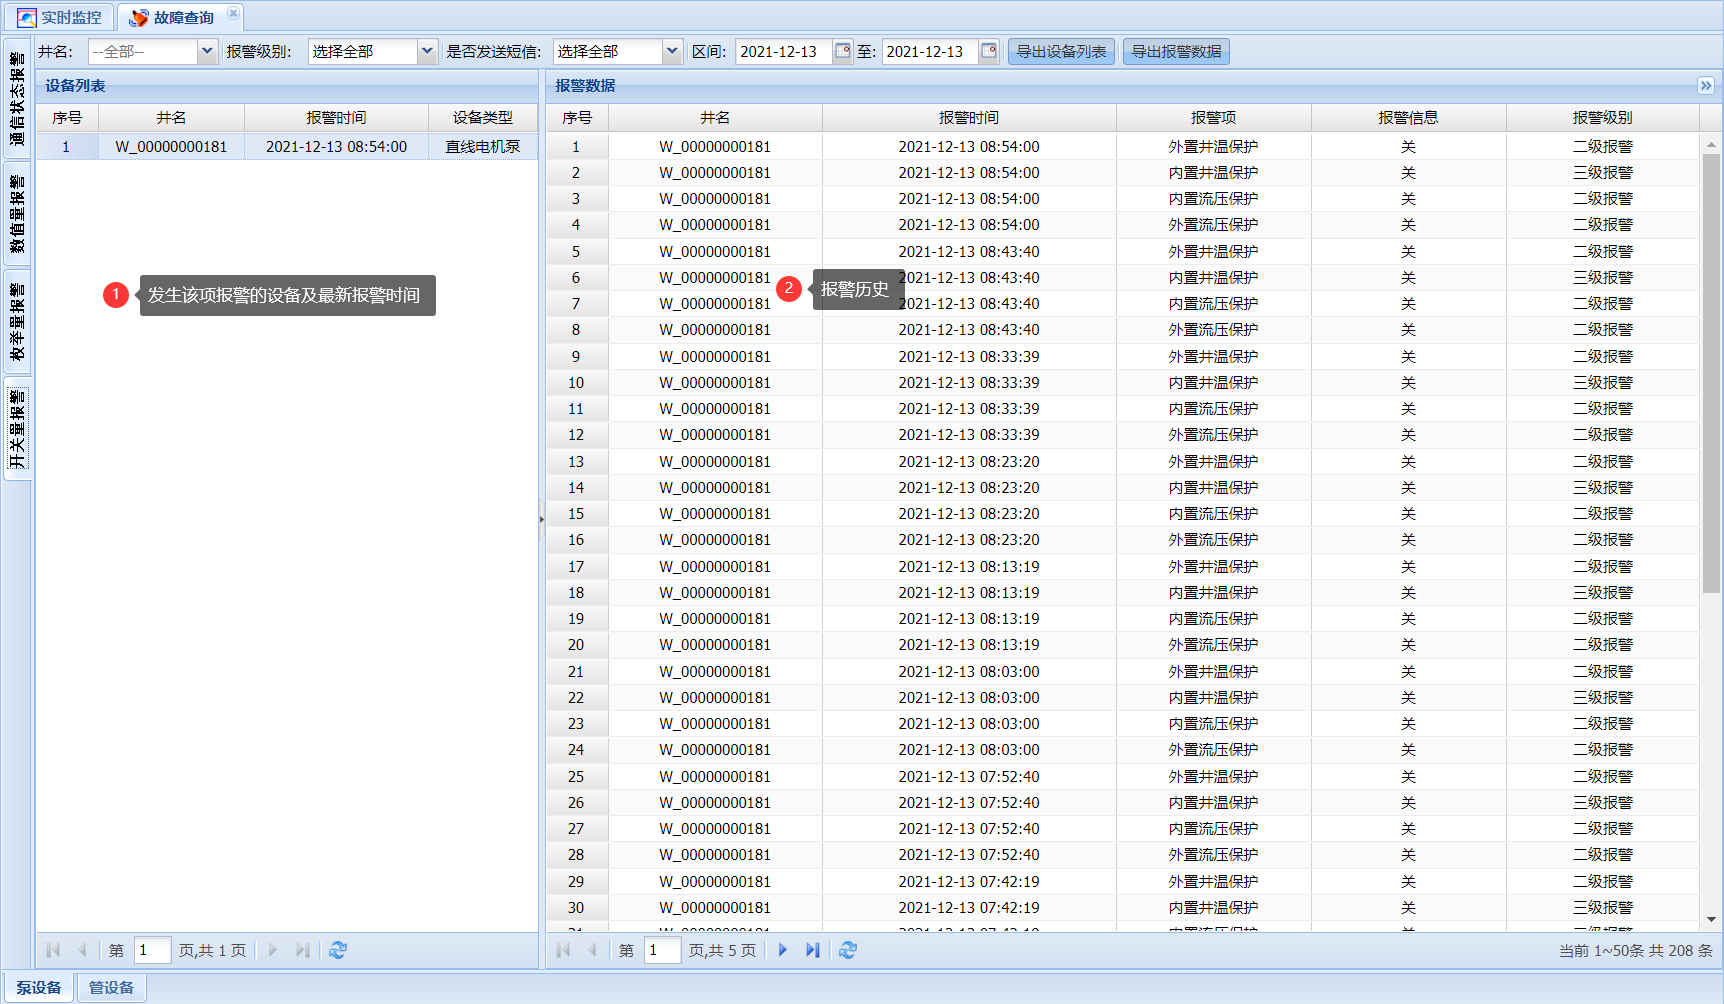 实时监控 故障查询
井名: --全部-- 报警级别: 选择全部 是否发送短信: 选择全部 区间: 2021-12-13 至: 2021-12-13 导出设备列表 导出报警数据
通信状态报警
数值量报警
枚举量报警
开关量报警
设备列表
序号 井名 报警时间 设备类型
1 W_00000000181 2021-12-13 08:54:00 直线电机泵
1 发生该项报警的设备及最新报警时间
第 1 页,共 1 页
报警数据
序号 井名 报警时间 报警项 报警信息 报警级别
1 W_00000000181 2021-12-13 08:54:00 外置井温保护 关 二级报警
2 W_00000000181 2021-12-13 08:54:00 内置井温保护 关 三级报警
3 W_00000000181 2021-12-13 08:54:00 内置流压保护 关 二级报警
4 W_00000000181 2021-12-13 08:54:00 外置流压保护 关 二级报警
5 W_00000000181 2021-12-13 08:43:40 外置井温保护 关 二级报警
6 W_00000000181 2021-12-13 08:43:40 内置井温保护 关 三级报警
2 报警历史
7 W_00000000181 2021-12-13 08:43:40 内置流压保护 关 二级报警
8 W_00000000181 2021-12-13 08:43:40 外置流压保护 关 二级报警
9 W_00000000181 2021-12-13 08:33:39 外置井温保护 关 二级报警
10 W_00000000181 2021-12-13 08:33:39 内置井温保护 关 三级报警
11 W_00000000181 2021-12-13 08:33:39 内置流压保护 关 二级报警
12 W_00000000181 2021-12-13 08:33:39 外置流压保护 关 二级报警
13 W_00000000181 2021-12-13 08:23:20 外置井温保护 关 二级报警
14 W_00000000181 2021-12-13 08:23:20 内置井温保护 关 三级报警
15 W_00000000181 2021-12-13 08:23:20 内置流压保护 关 二级报警
16 W_00000000181 2021-12-13 08:23:20 外置流压保护 关 二级报警
17 W_00000000181 2021-12-13 08:13:19 外置井温保护 关 二级报警
18 W_00000000181 2021-12-13 08:13:19 内置井温保护 关 三级报警
19 W_00000000181 2021-12-13 08:13:19 内置流压保护 关 二级报警
20 W_00000000181 2021-12-13 08:13:19 外置流压保护 关 二级报警
21 W_00000000181 2021-12-13 08:03:00 外置井温保护 关 二级报警
22 W_00000000181 2021-12-13 08:03:00 内置井温保护 关 三级报警
23 W_00000000181 2021-12-13 08:03:00 内置流压保护 关 二级报警
24 W_00000000181 2021-12-13 08:03:00 外置流压保护 关 二级报警
25 W_00000000181 2021-12-13 07:52:40 外置井温保护 关 二级报警
26 W_00000000181 2021-12-13 07:52:40 内置井温保护 关 三级报警
27 W_00000000181 2021-12-13 07:52:40 内置流压保护 关 二级报警
28 W_00000000181 2021-12-13 07:52:40 外置流压保护 关 二级报警
29 W_00000000181 2021-12-13 07:42:19 外置井温保护 关 二级报警
30 W_00000000181 2021-12-13 07:42:19 内置井温保护 关 三级报警
第 1 页,共 5 页 当前 1~50条 共 208 条
泵设备 管设备